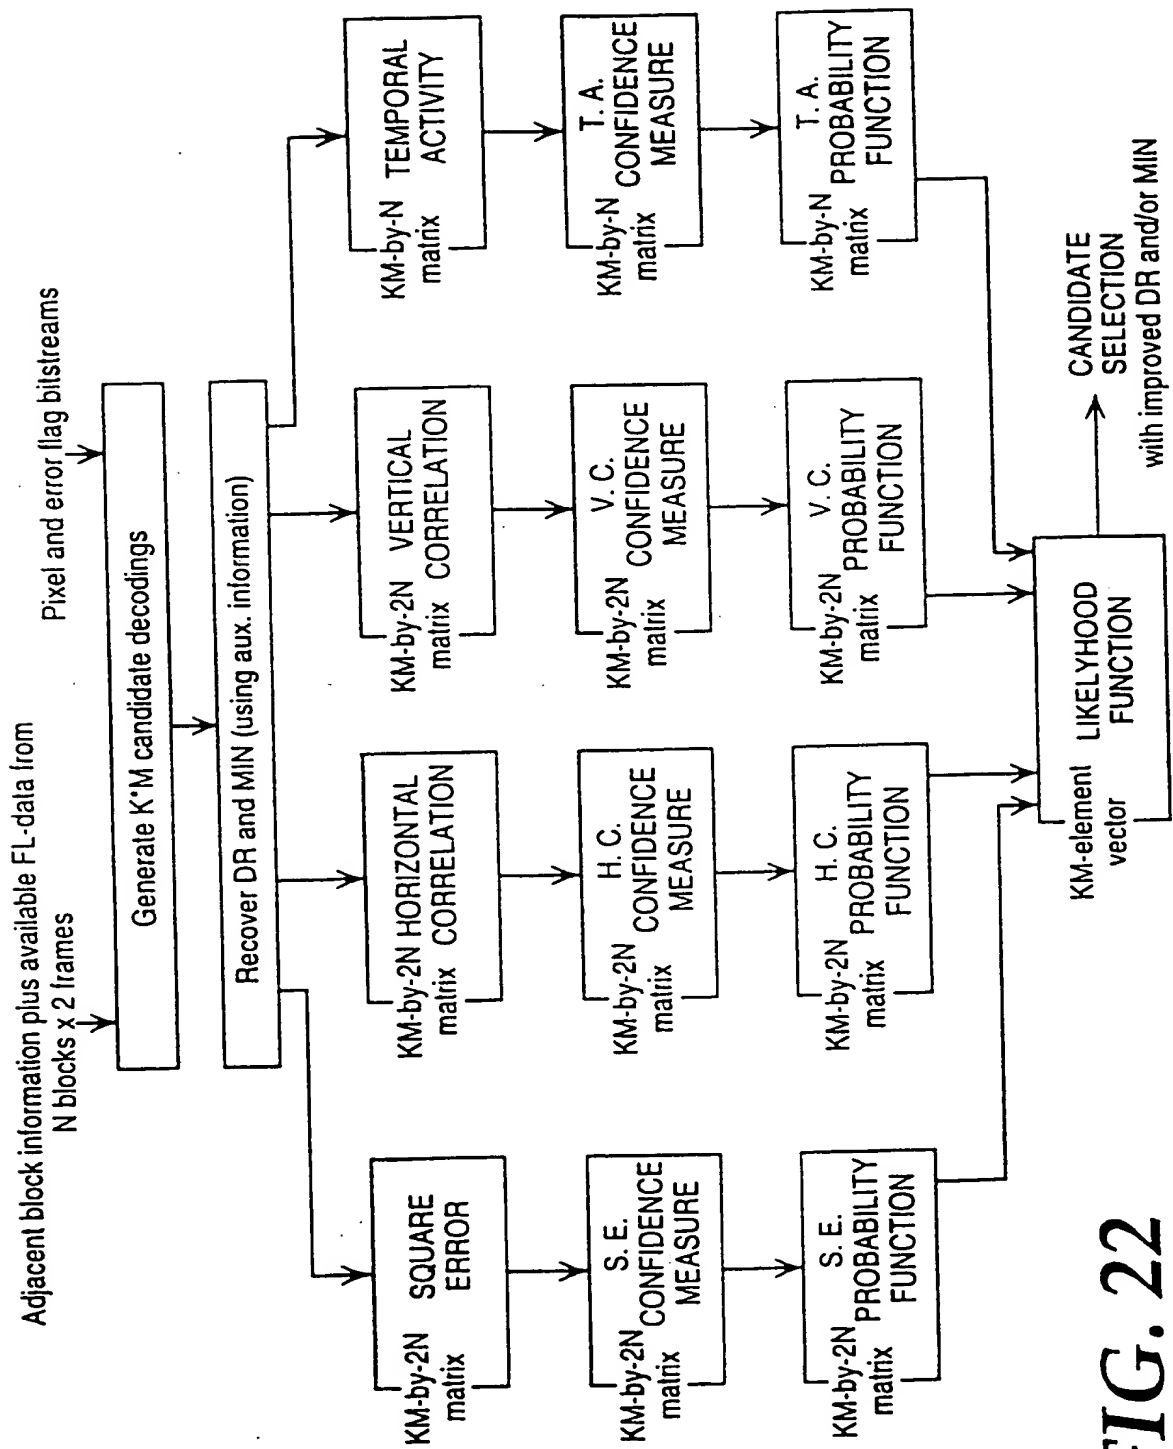 Adjacent block information plus available FL-data from
N blocks x 2 frames
Pixel and error flag bitstreams
Generate K*M candidate decodings
Recover DR and MIN (using aux. information)
KM-by-2N
matrix
SQUARE
ERROR
KM-by-2N
matrix
HORIZONTAL
CORRELATION
KM-by-2N
matrix
VERTICAL
CORRELATION
KM-by-N
matrix
TEMPORAL
ACTIVITY
KM-by-2N
matrix
S. E.
CONFIDENCE
MEASURE
KM-by-2N
matrix
H. C.
CONFIDENCE
MEASURE
KM-by-2N
matrix
V. C.
CONFIDENCE
MEASURE
KM-by-N
matrix
T. A.
CONFIDENCE
MEASURE
KM-by-2N
matrix
S. E.
PROBABILITY
FUNCTION
KM-by-2N
matrix
H. C.
PROBABILITY
FUNCTION
KM-by-2N
matrix
V. C.
PROBABILITY
FUNCTION
KM-by-N
matrix
T. A.
PROBABILITY
FUNCTION
KM-element
vector
LIKELYHOOD
FUNCTION
CANDIDATE
SELECTION
with improved DR and/or MIN
FIG. 22